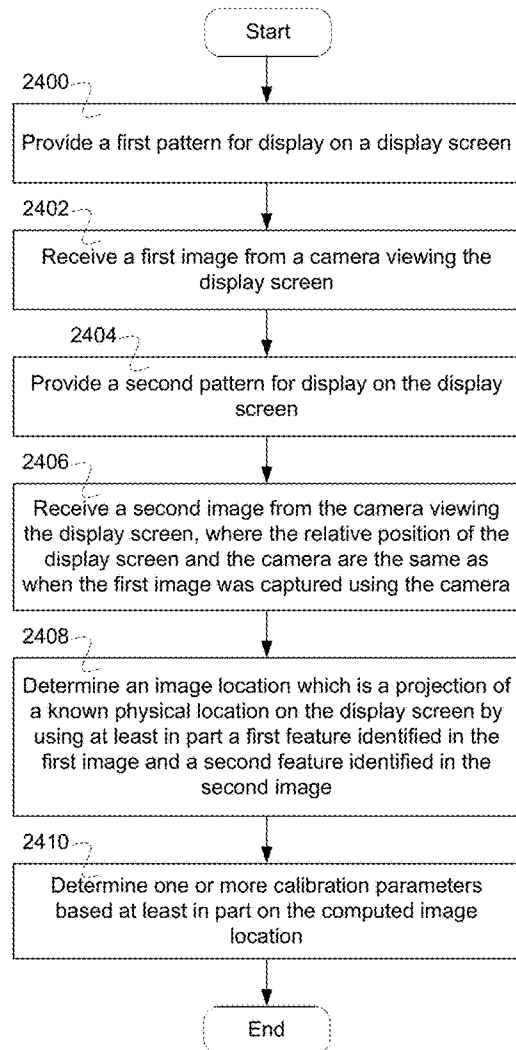 Start
2400
Provide a first pattern for display on a display screen
2402
Receive a first image from a camera viewing the
display screen
2404
Provide a second pattern for display on the display
screen
2406
Receive a second image from the camera viewing
the display screen, where the relative position of the
display screen and the camera are the same as
when the first image was captured using the camera
2408
Determine an image location which is a projection of
a known physical location on the display screen by
using at least in part a first feature identified in the
first image and a second feature identified in the
second image
2410
Determine one or more calibration parameters
based at least in part on the computed image
location
End